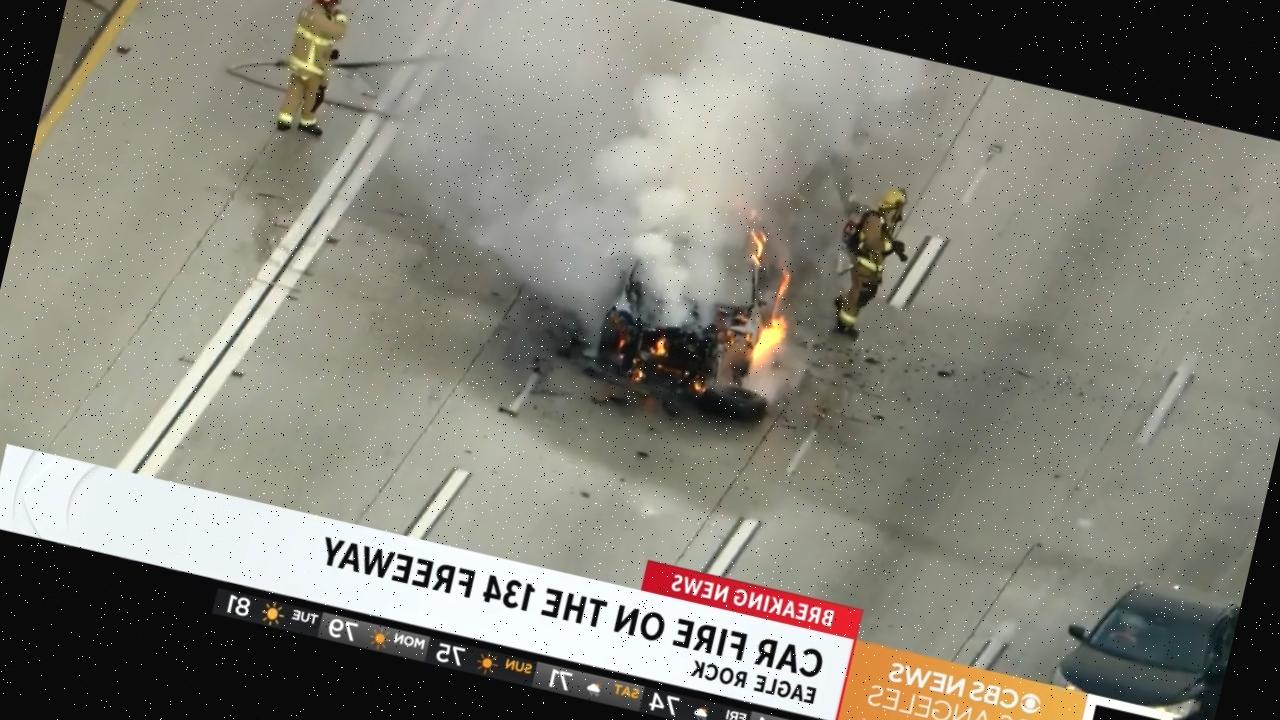 BREAKING NEWS
CAR FIRE ON THE 134 FREEWAY
EAGLE ROCK
CBS NEWS
ANGELES
FRI 74 SAT 71 SUN 75 MON 79 TUE 81